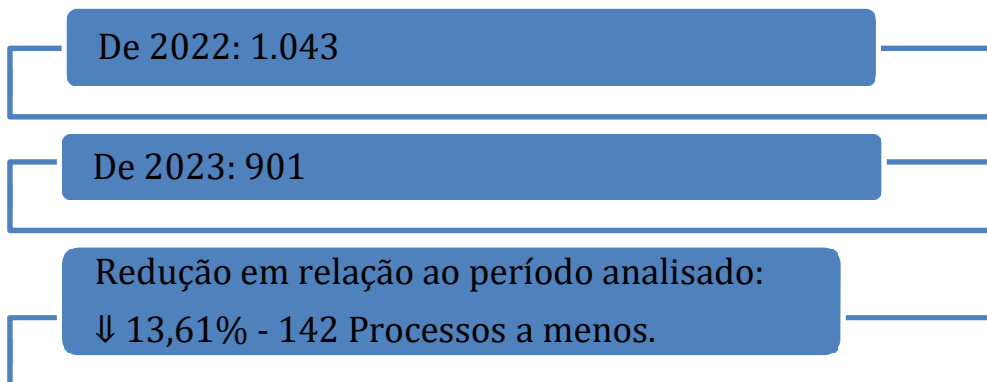 De 2022: 1.043
De 2023: 901
Redução em relação ao período analisado:
⇓ 13,61% - 142 Processos a menos.